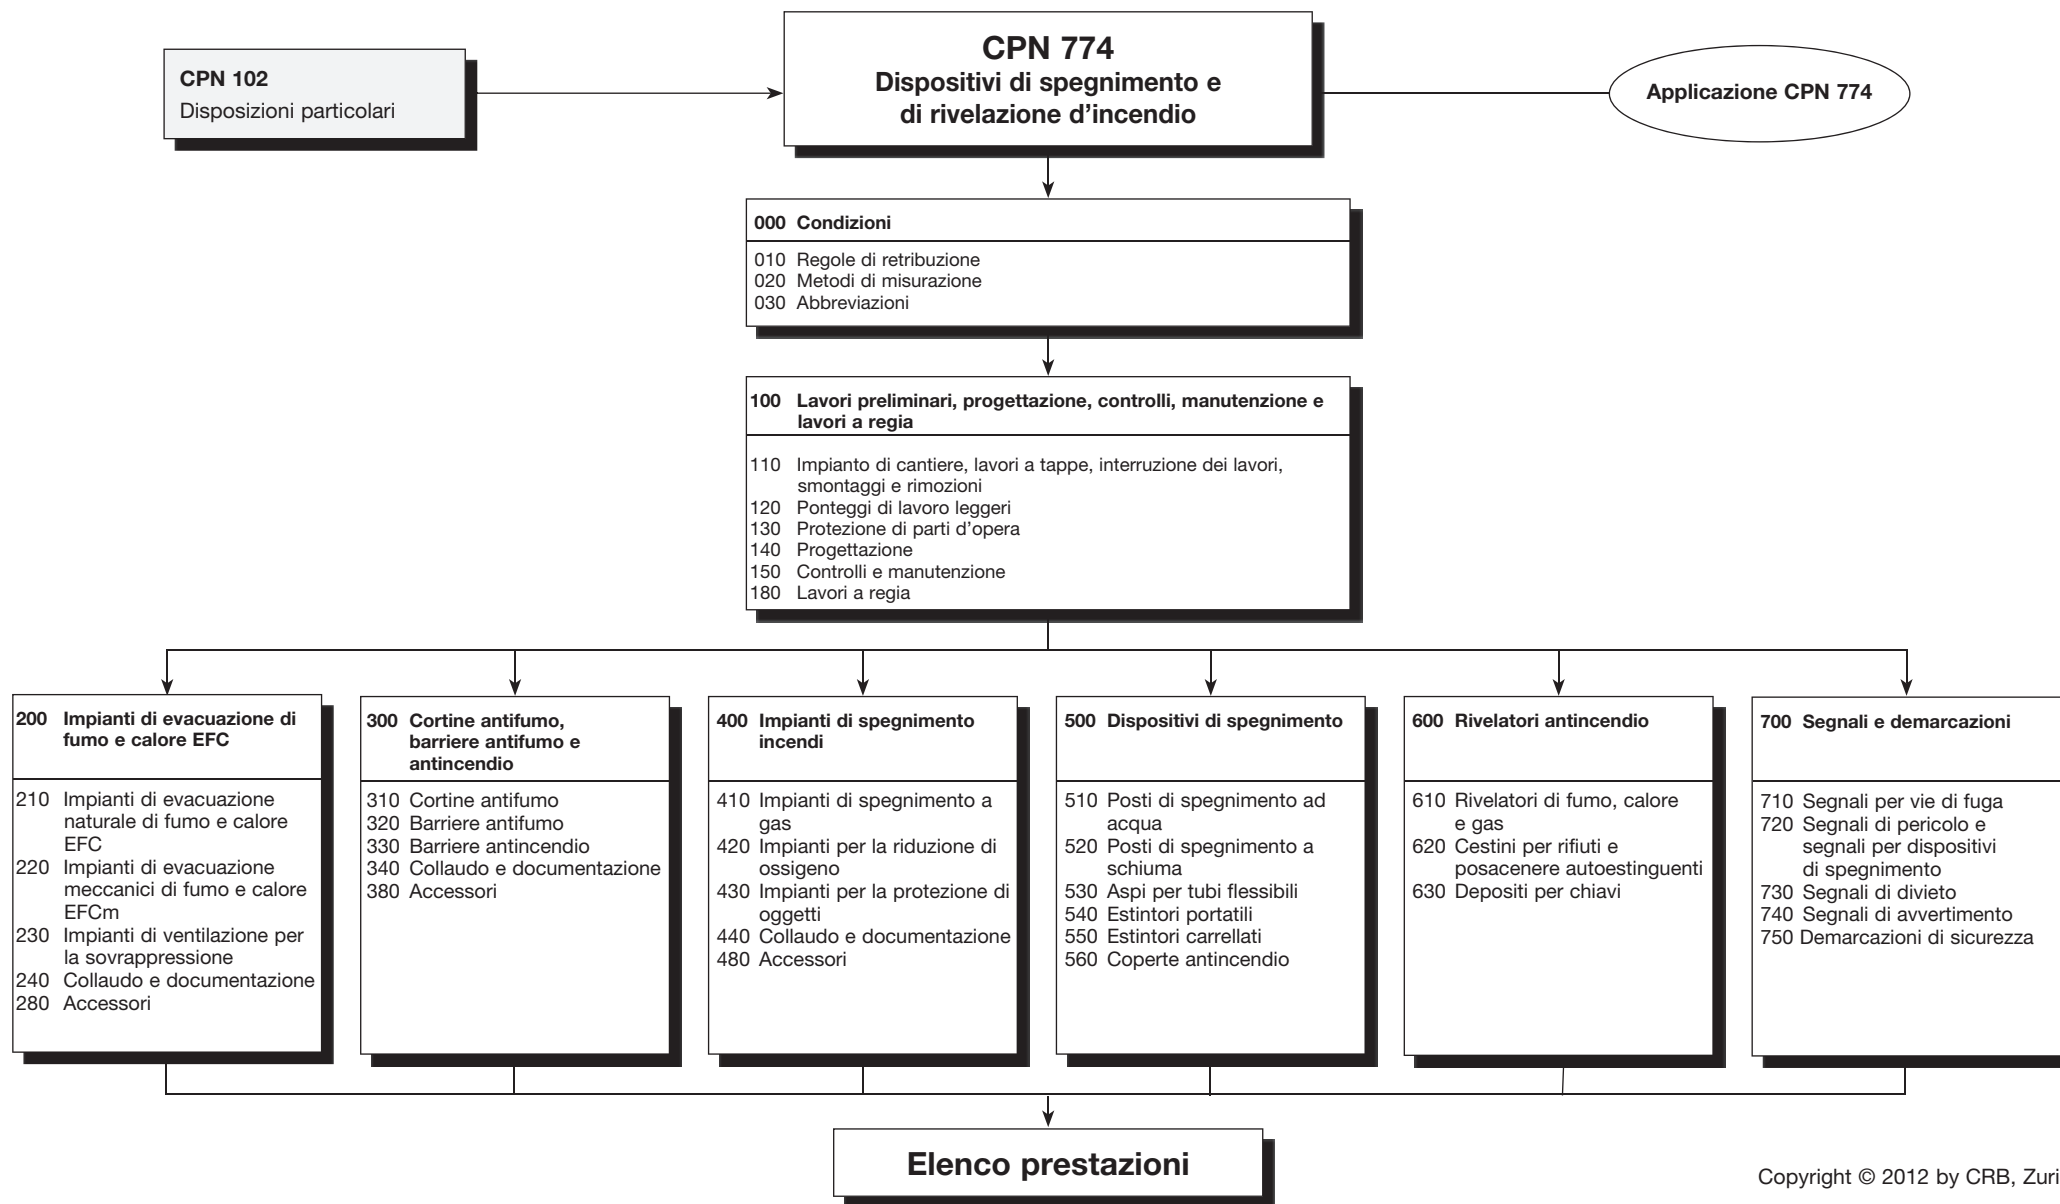 CPN 102
Disposizioni particolari
CPN 774
Dispositivi di spegnimento e
di rivelazione d’incendio
Applicazione CPN 774
000 Condizioni
010 Regole di retribuzione
020 Metodi di misurazione
030 Abbreviazioni
100 Lavori preliminari, progettazione, controlli, manutenzione e
lavori a regia
110 Impianto di cantiere, lavori a tappe, interruzione dei lavori,
smontaggi e rimozioni
120 Ponteggi di lavoro leggeri
130 Protezione di parti d’opera
140 Progettazione
150 Controlli e manutenzione
180 Lavori a regia
200 Impianti di evacuazione di
fumo e calore EFC
210 Impianti di evacuazione
naturale di fumo e calore
EFC
220 Impianti di evacuazione
meccanici di fumo e calore
EFCm
230 Impianti di ventilazione per
la sovrappressione
240 Collaudo e documentazione
280 Accessori
300 Cortine antifumo,
barriere antifumo e
antincendio
310 Cortine antifumo
320 Barriere antifumo
330 Barriere antincendio
340 Collaudo e documentazione
380 Accessori
400 Impianti di spegnimento
incendi
410 Impianti di spegnimento a
gas
420 Impianti per la riduzione di
ossigeno
430 Impianti per la protezione di
oggetti
440 Collaudo e documentazione
480 Accessori
500 Dispositivi di spegnimento
510 Posti di spegnimento ad
acqua
520 Posti di spegnimento a
schiuma
530 Aspi per tubi flessibili
540 Estintori portatili
550 Estintori carrellati
560 Coperte antincendio
600 Rivelatori antincendio
610 Rivelatori di fumo, calore
e gas
620 Cestini per rifiuti e
posacenere autoestinguenti
630 Depositi per chiavi
700 Segnali e demarcazioni
710 Segnali per vie di fuga
720 Segnali di pericolo e
segnali per dispositivi
di spegnimento
730 Segnali di divieto
740 Segnali di avvertimento
750 Demarcazioni di sicurezza
Elenco prestazioni
Copyright © 2012 by CRB, Zuri